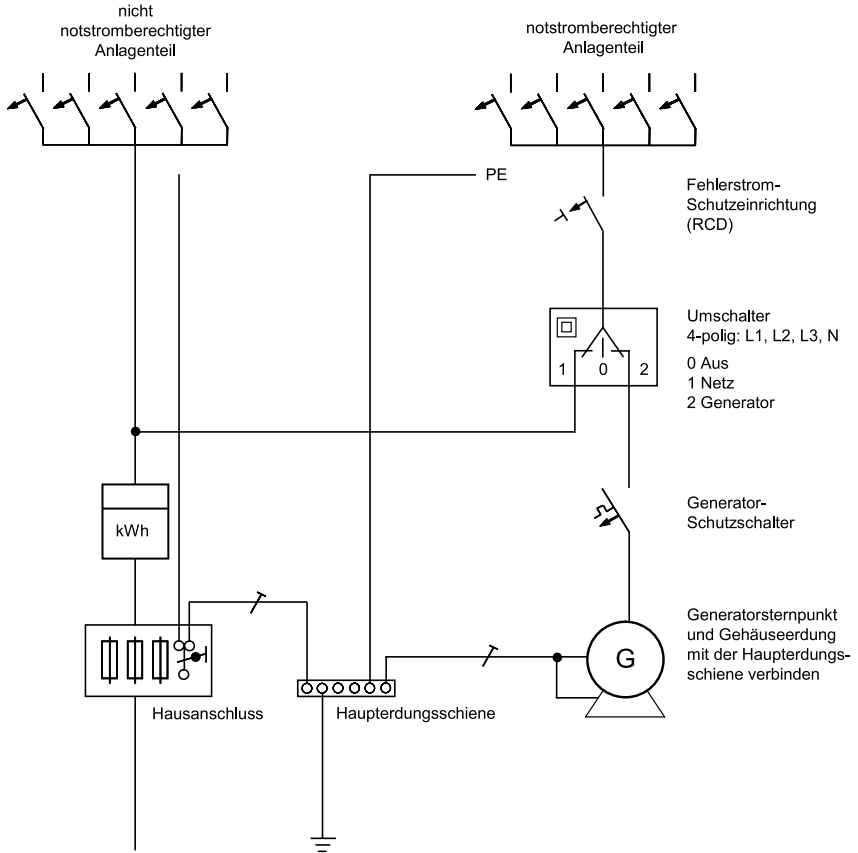 nicht
notstromberechtigter
Anlagenteil
notstromberechtigter
Anlagenteil
PE
Fehlerstrom-
Schutzeinrichtung
(RCD)
Umschalter
4-polig: L1, L2, L3, N
0 Aus
1 Netz
2 Generator
1 0 2
kWh
Generator-
Schutzschalter
Generatorsternpunkt
und Gehäuseerdung
mit der Haupterdungs-
schiene verbinden
G
Hausanschluss
Haupterdungsschiene